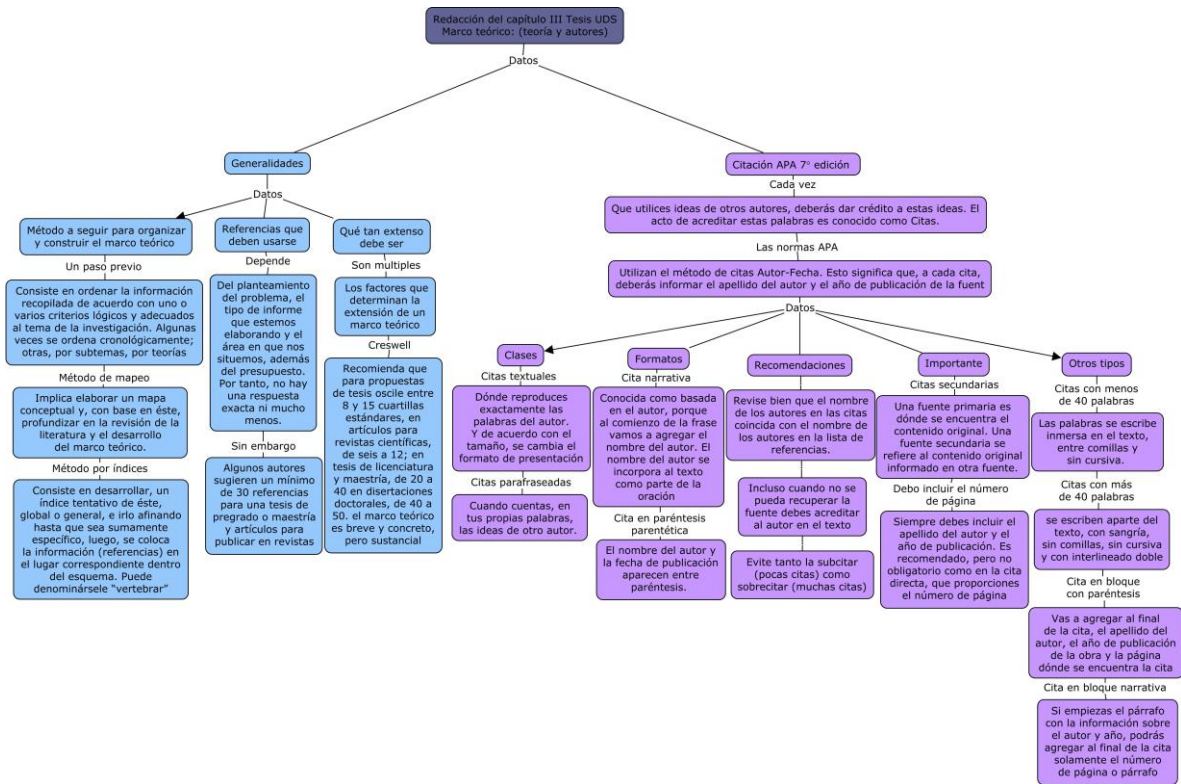 Redacción del capítulo III Tesis UDS
Marco teórico: (teoría y autores)
Datos
Generalidades
Datos
Método a seguir para organizar
y construir el marco teórico
Un paso previo
Consiste en ordenar la información
recopilada de acuerdo con uno o
varios criterios lógicos y adecuados
al tema de la investigación. Algunas
veces se ordena cronológicamente;
otras, por subtemas, por teorías
Método de mapeo
Implica elaborar un mapa
conceptual y, con base en éste,
profundizar en la revisión de la
literatura y el desarrollo
del marco teórico.
Método por índices
Consiste en desarrollar, un
índice tentativo de éste,
global o general, e irlo afinando
hasta que sea sumamente
específico, luego, se coloca
la información (referencias) en
el lugar correspondiente dentro
del esquema. Puede
denominársele “vertebrar”
Referencias que
deben usarse
Depende
Del planteamiento
del problema, el
tipo de informe
que estemos
elaborando y el
área en que nos
situemos, además
del presupuesto.
Por tanto, no hay
una respuesta
exacta ni mucho
menos.
Sin embargo
Algunos autores
sugieren un mínimo
de 30 referencias
para una tesis de
pregrado o maestría
y artículos para
publicar en revistas
Qué tan extenso
debe ser
Son multiples
Los factores que
determinan la
extensión de un
marco teórico
Creswell
Recomienda que
para propuestas de
tesis oscile entre
8 y 15 cuartillas
estándares, en
artículos para
revistas científicas,
de seis a 12; en
tesis de licenciatura
y maestría, de 20 a
40 en disertaciones
doctorales, de 40 a
50. el marco teórico
es breve y concreto,
pero sustancial
Citación APA 7° edición
Cada vez
Que utilices ideas de otros autores, deberás dar crédito a estas ideas. El
acto de acreditar estas palabras es conocido como Citas.
Las normas APA
Utilizan el método de citas Autor-Fecha. Esto significa que, a cada cita,
deberás informar el apellido del autor y el año de publicación de la fuent
Datos
Clases
Citas textuales
Dónde reproduces
exactamente las
palabras del autor.
Y de acuerdo con el
tamaño, se cambia el
formato de presentación
Citas parafraseadas
Cuando cuentas, en
tus propias palabras,
las ideas de otro autor.
Formatos
Cita narrativa
Conocida como basada
en el autor, porque
al comienzo de la frase
vamos a agregar el
nombre del autor. El
nombre del autor se
incorpora al texto
como parte de la
oración
Cita en paréntesis
parentética
El nombre del autor y
la fecha de publicación
aparecen entre
paréntesis.
Recomendaciones
Revise bien que el nombre
de los autores en las citas
coincida con el nombre de
los autores en la lista de
referencias.
Incluso cuando no se
pueda recuperar la
fuente debes acreditar
al autor en el texto
Evite tanto la subcitar
(pocas citas) como
sobrecitar (muchas citas)
Importante
Citas secundarias
Una fuente primaria es
dónde se encuentra el
contenido original. Una
fuente secundaria se
refiere al contenido original
informado en otra fuente.
Debo incluir el número
de página
Siempre debes incluir el
apellido del autor y el
año de publicación. Es
recomendado, pero no
obligatorio como en la cita
directa, que proporciones
el número de página
Otros tipos
Citas con menos
de 40 palabras
Las palabras se escribe
inmersa en el texto,
entre comillas y
sin cursiva.
Citas con más
de 40 palabras
se escriben aparte del
texto, con sangría,
sin comillas, sin cursiva
y con interlineado doble
Cita en bloque
con paréntesis
Vas a agregar al final
de la cita, el apellido del
autor, el año de publicación
de la obra y la página
dónde se encuentra la cita
Cita en bloque narrativa
Si empiezas el párrafo
con la información sobre
el autor y año, podrás
agregar al final de la cita
solamente el número
de página o párrafo